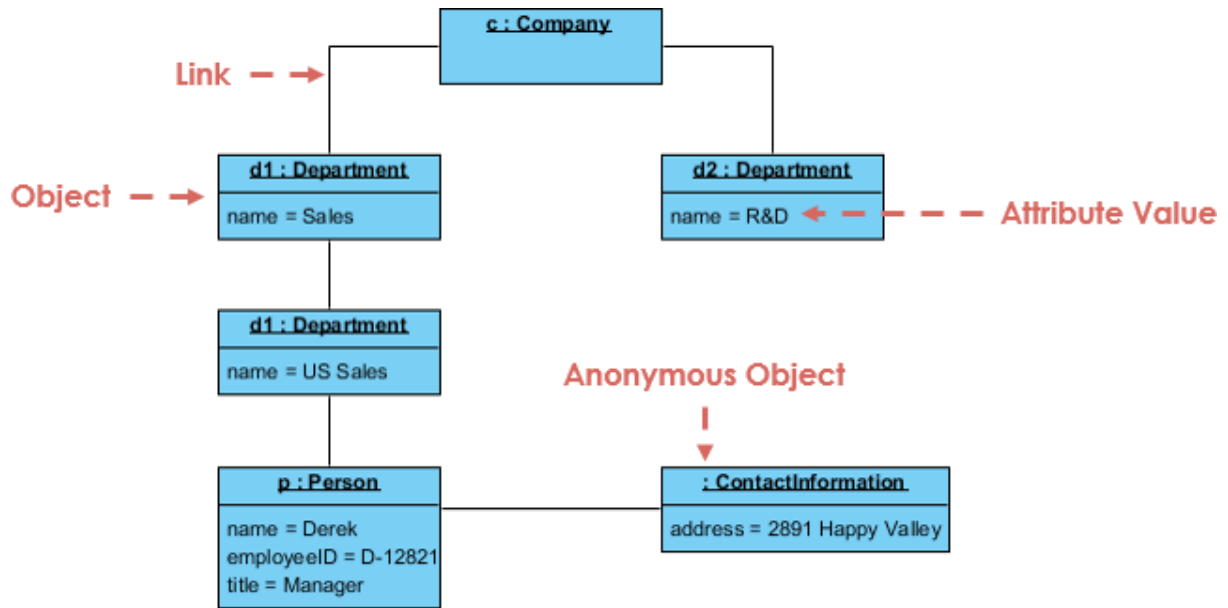 c : Company
Link
d1 : Department
name = Sales
Object
d2 : Department
name = R&D
Attribute Value
d1 : Department
name = US Sales
Anonymous Object
p : Person
name = Derek
employeeID = D-12821
title = Manager
: ContactInformation
address = 2891 Happy Valley